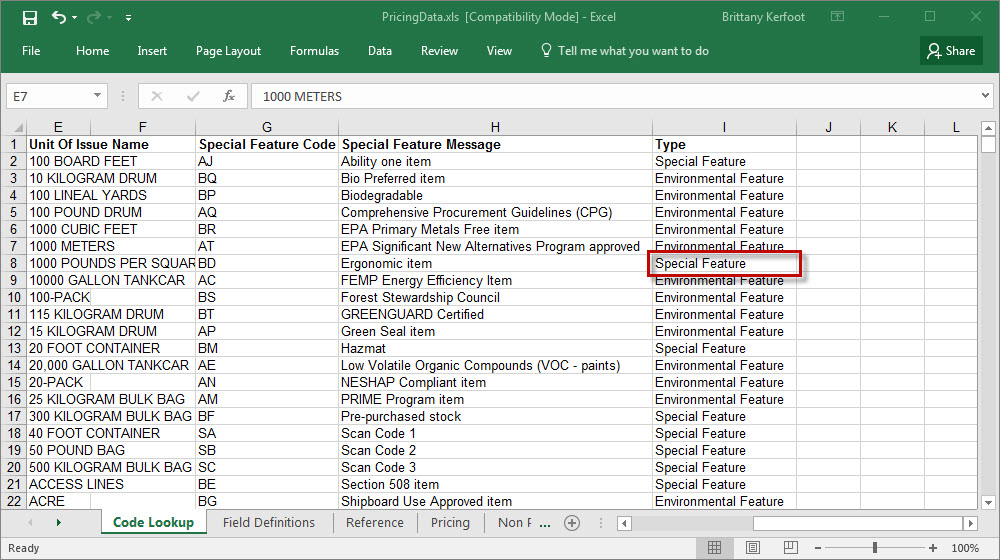 PricingData.xls [Compatibility Mode] - Excel Brittany Kerfoot
File Home Insert Page Layout Formulas Data Review View Tell me what you want to do Share
E7 fx 1000 METERS
E F G H I J K L
1 Unit Of Issue Name Special Feature Code Special Feature Message Type
2 100 BOARD FEET AJ Ability one item Special Feature
3 10 KILOGRAM DRUM BQ Bio Preferred item Environmental Feature
4 100 LINEAL YARDS BP Biodegradable Environmental Feature
5 100 POUND DRUM AQ Comprehensive Procurement Guidelines (CPG) Environmental Feature
6 1000 CUBIC FEET BR EPA Primary Metals Free item Environmental Feature
7 1000 METERS AT EPA Significant New Alternatives Program approved Environmental Feature
8 1000 POUNDS PER SQUAR BD Ergonomic item Special Feature
9 10000 GALLON TANKCAR AC FEMP Energy Efficiency Item Environmental Feature
10 100-PACK BS Forest Stewardship Council Environmental Feature
11 115 KILOGRAM DRUM BT GREENGUARD Certified Environmental Feature
12 15 KILOGRAM DRUM AP Green Seal item Environmental Feature
13 20 FOOT CONTAINER BM Hazmat Special Feature
14 20,000 GALLON TANKCAR AE Low Volatile Organic Compounds (VOC - paints) Environmental Feature
15 20-PACK AN NESHAP Compliant item Environmental Feature
16 25 KILOGRAM BULK BAG AM PRIME Program item Environmental Feature
17 300 KILOGRAM BULK BAG BF Pre-purchased stock Special Feature
18 40 FOOT CONTAINER SA Scan Code 1 Special Feature
19 50 POUND BAG SB Scan Code 2 Special Feature
20 500 KILOGRAM BULK BAG SC Scan Code 3 Special Feature
21 ACCESS LINES BE Section 508 item Special Feature
22 ACRE BG Shipboard Use Approved item Environmental Feature
Code Lookup Field Definitions Reference Pricing Non ...
Ready 100%